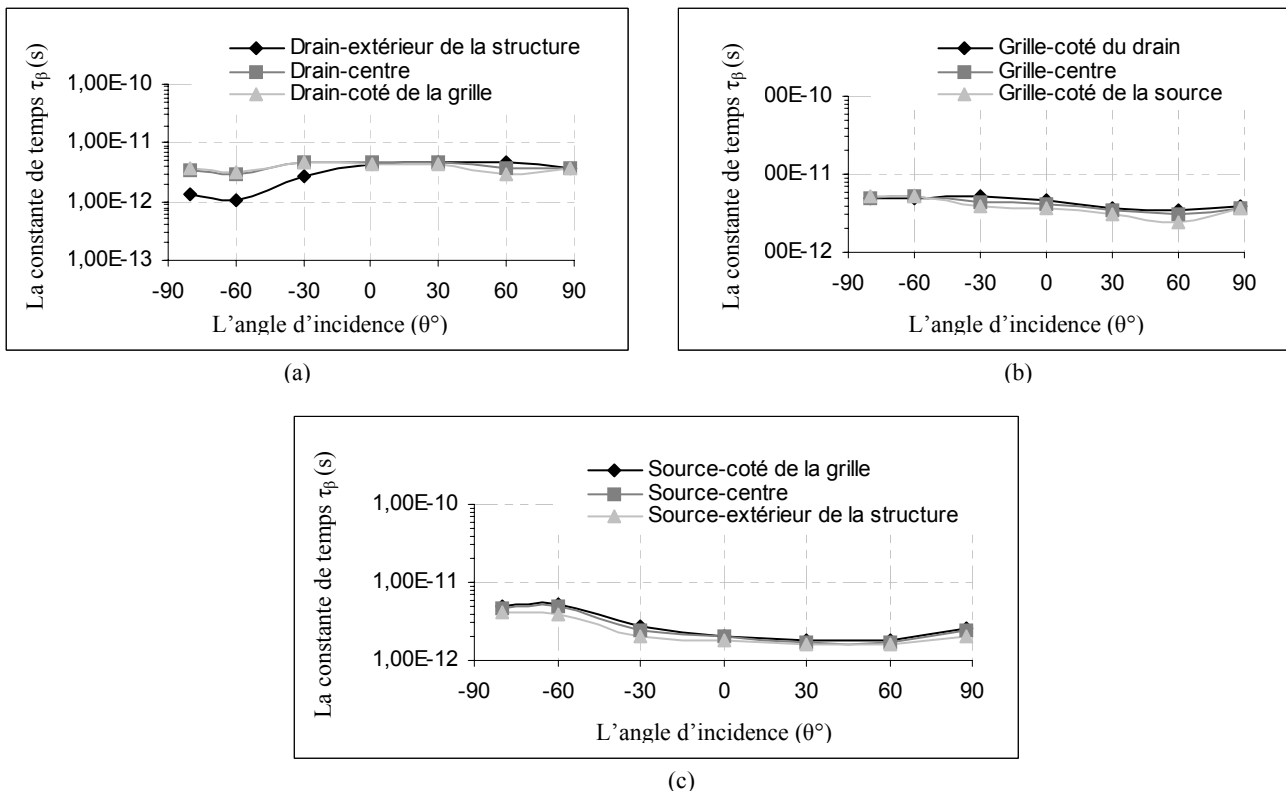 Drain-extérieur de la structure
Drain-centre
Drain-coté de la grille
La constante de temps τβ (s)
1,00E-10
1,00E-11
1,00E-12
1,00E-13
-90 -60 -30 0 30 60 90
L'angle d'incidence (θ°)
(a)
Grille-coté du drain
Grille-centre
Grille-coté de la source
La constante de temps τβ (s)
00E-10
00E-11
00E-12
-90 -60 -30 0 30 60 90
L'angle d'incidence (θ°)
(b)
Source-coté de la grille
Source-centre
Source-extérieur de la structure
La constante de temps τβ (s)
1,00E-10
1,00E-11
1,00E-12
-90 -60 -30 0 30 60 90
L'angle d'incidence (θ°)
(c)